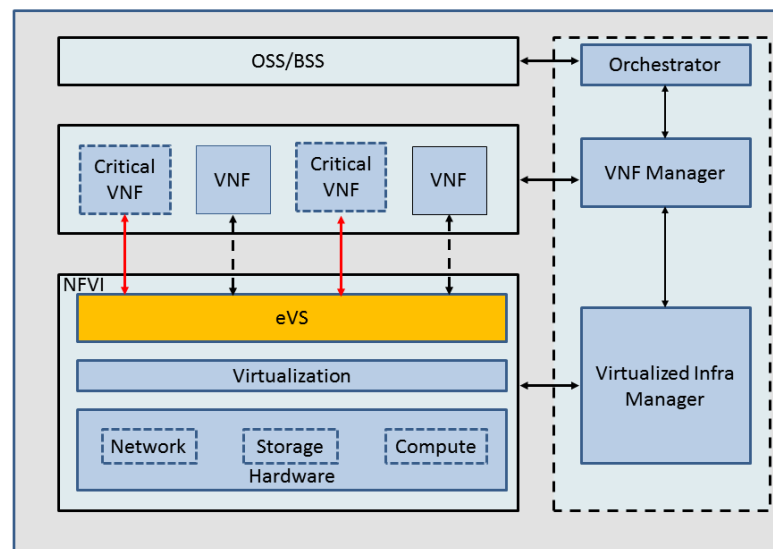 OSS/BSS
Orchestrator
Critical
VNF
VNF
Critical
VNF
VNF
VNF Manager
NFVI
eVS
Virtualization
Virtualized Infra
Manager
Network
Storage
Compute
Hardware